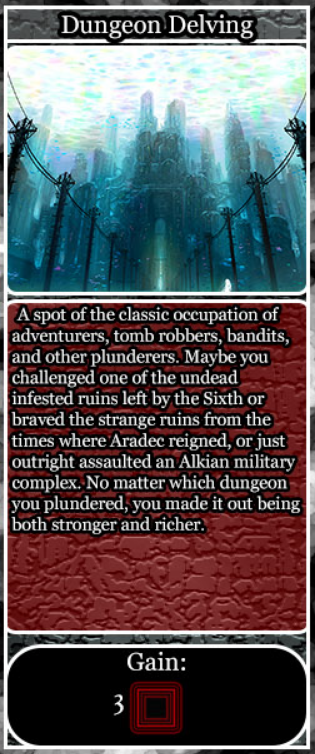 Dungeon Delving
A spot of the classic occupation of
adventurers, tomb robbers, bandits,
and other plunderers. Maybe you
challenged one of the undead
infested ruins left by the Sixth or
braved the strange ruins from the
times where Aradec reigned, or just
outright assaulted an Alkian military
complex. No matter which dungeon
you plundered, you made it out being
both stronger and richer.
Gain:
3